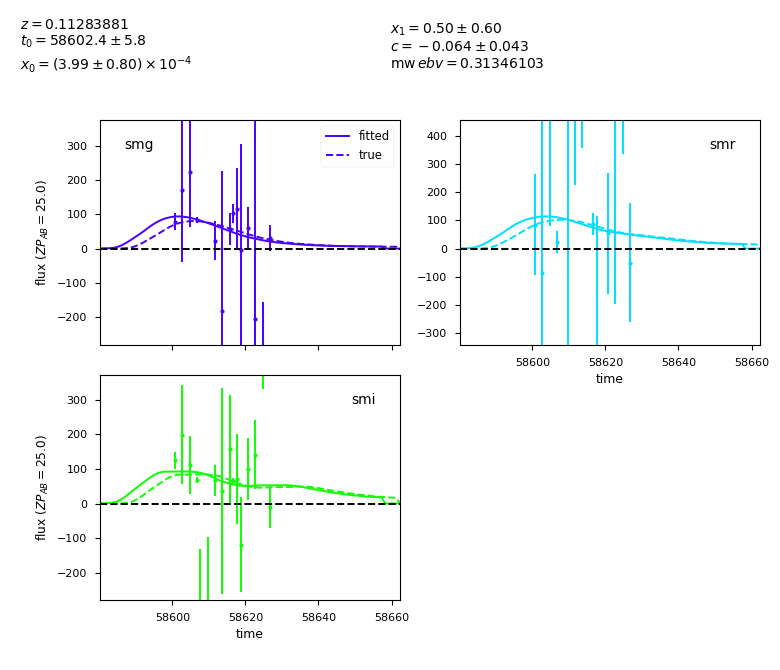 z = 0.11283881
t₀ = 58602.4 ± 5.8
x₀ = (3.99 ± 0.80) × 10⁻⁴
x₁ = 0.50 ± 0.60
c = −0.064 ± 0.043
mw ebv = 0.31346103
smg
fitted
true
300
200
100
0
−100
−200
flux (ZP_AB = 25.0)
smr
400
300
200
100
0
−100
−200
−300
58600 58620 58640 58660
time
smi
300
200
100
0
−100
−200
flux (ZP_AB = 25.0)
58600 58620 58640 58660
time